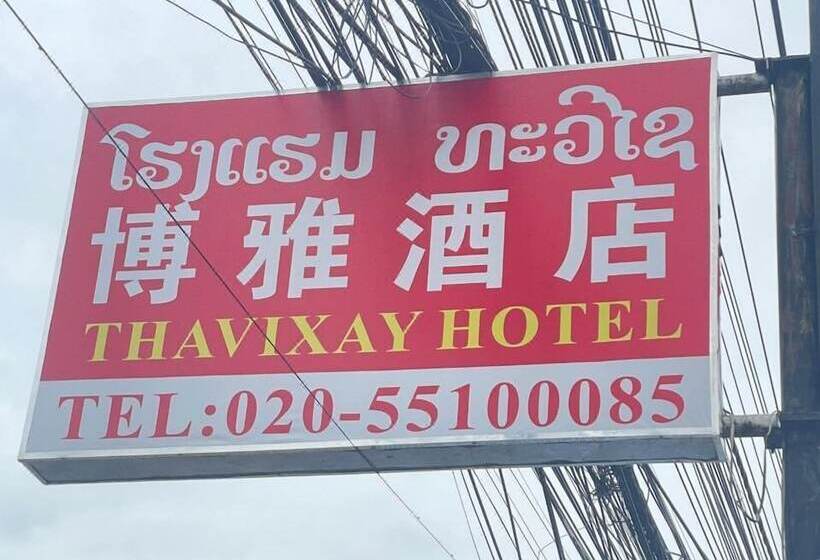 ໂຮງແຮມ ທະວີໄຊ
博雅酒店
THAVIXAY HOTEL
TEL:020-55100085